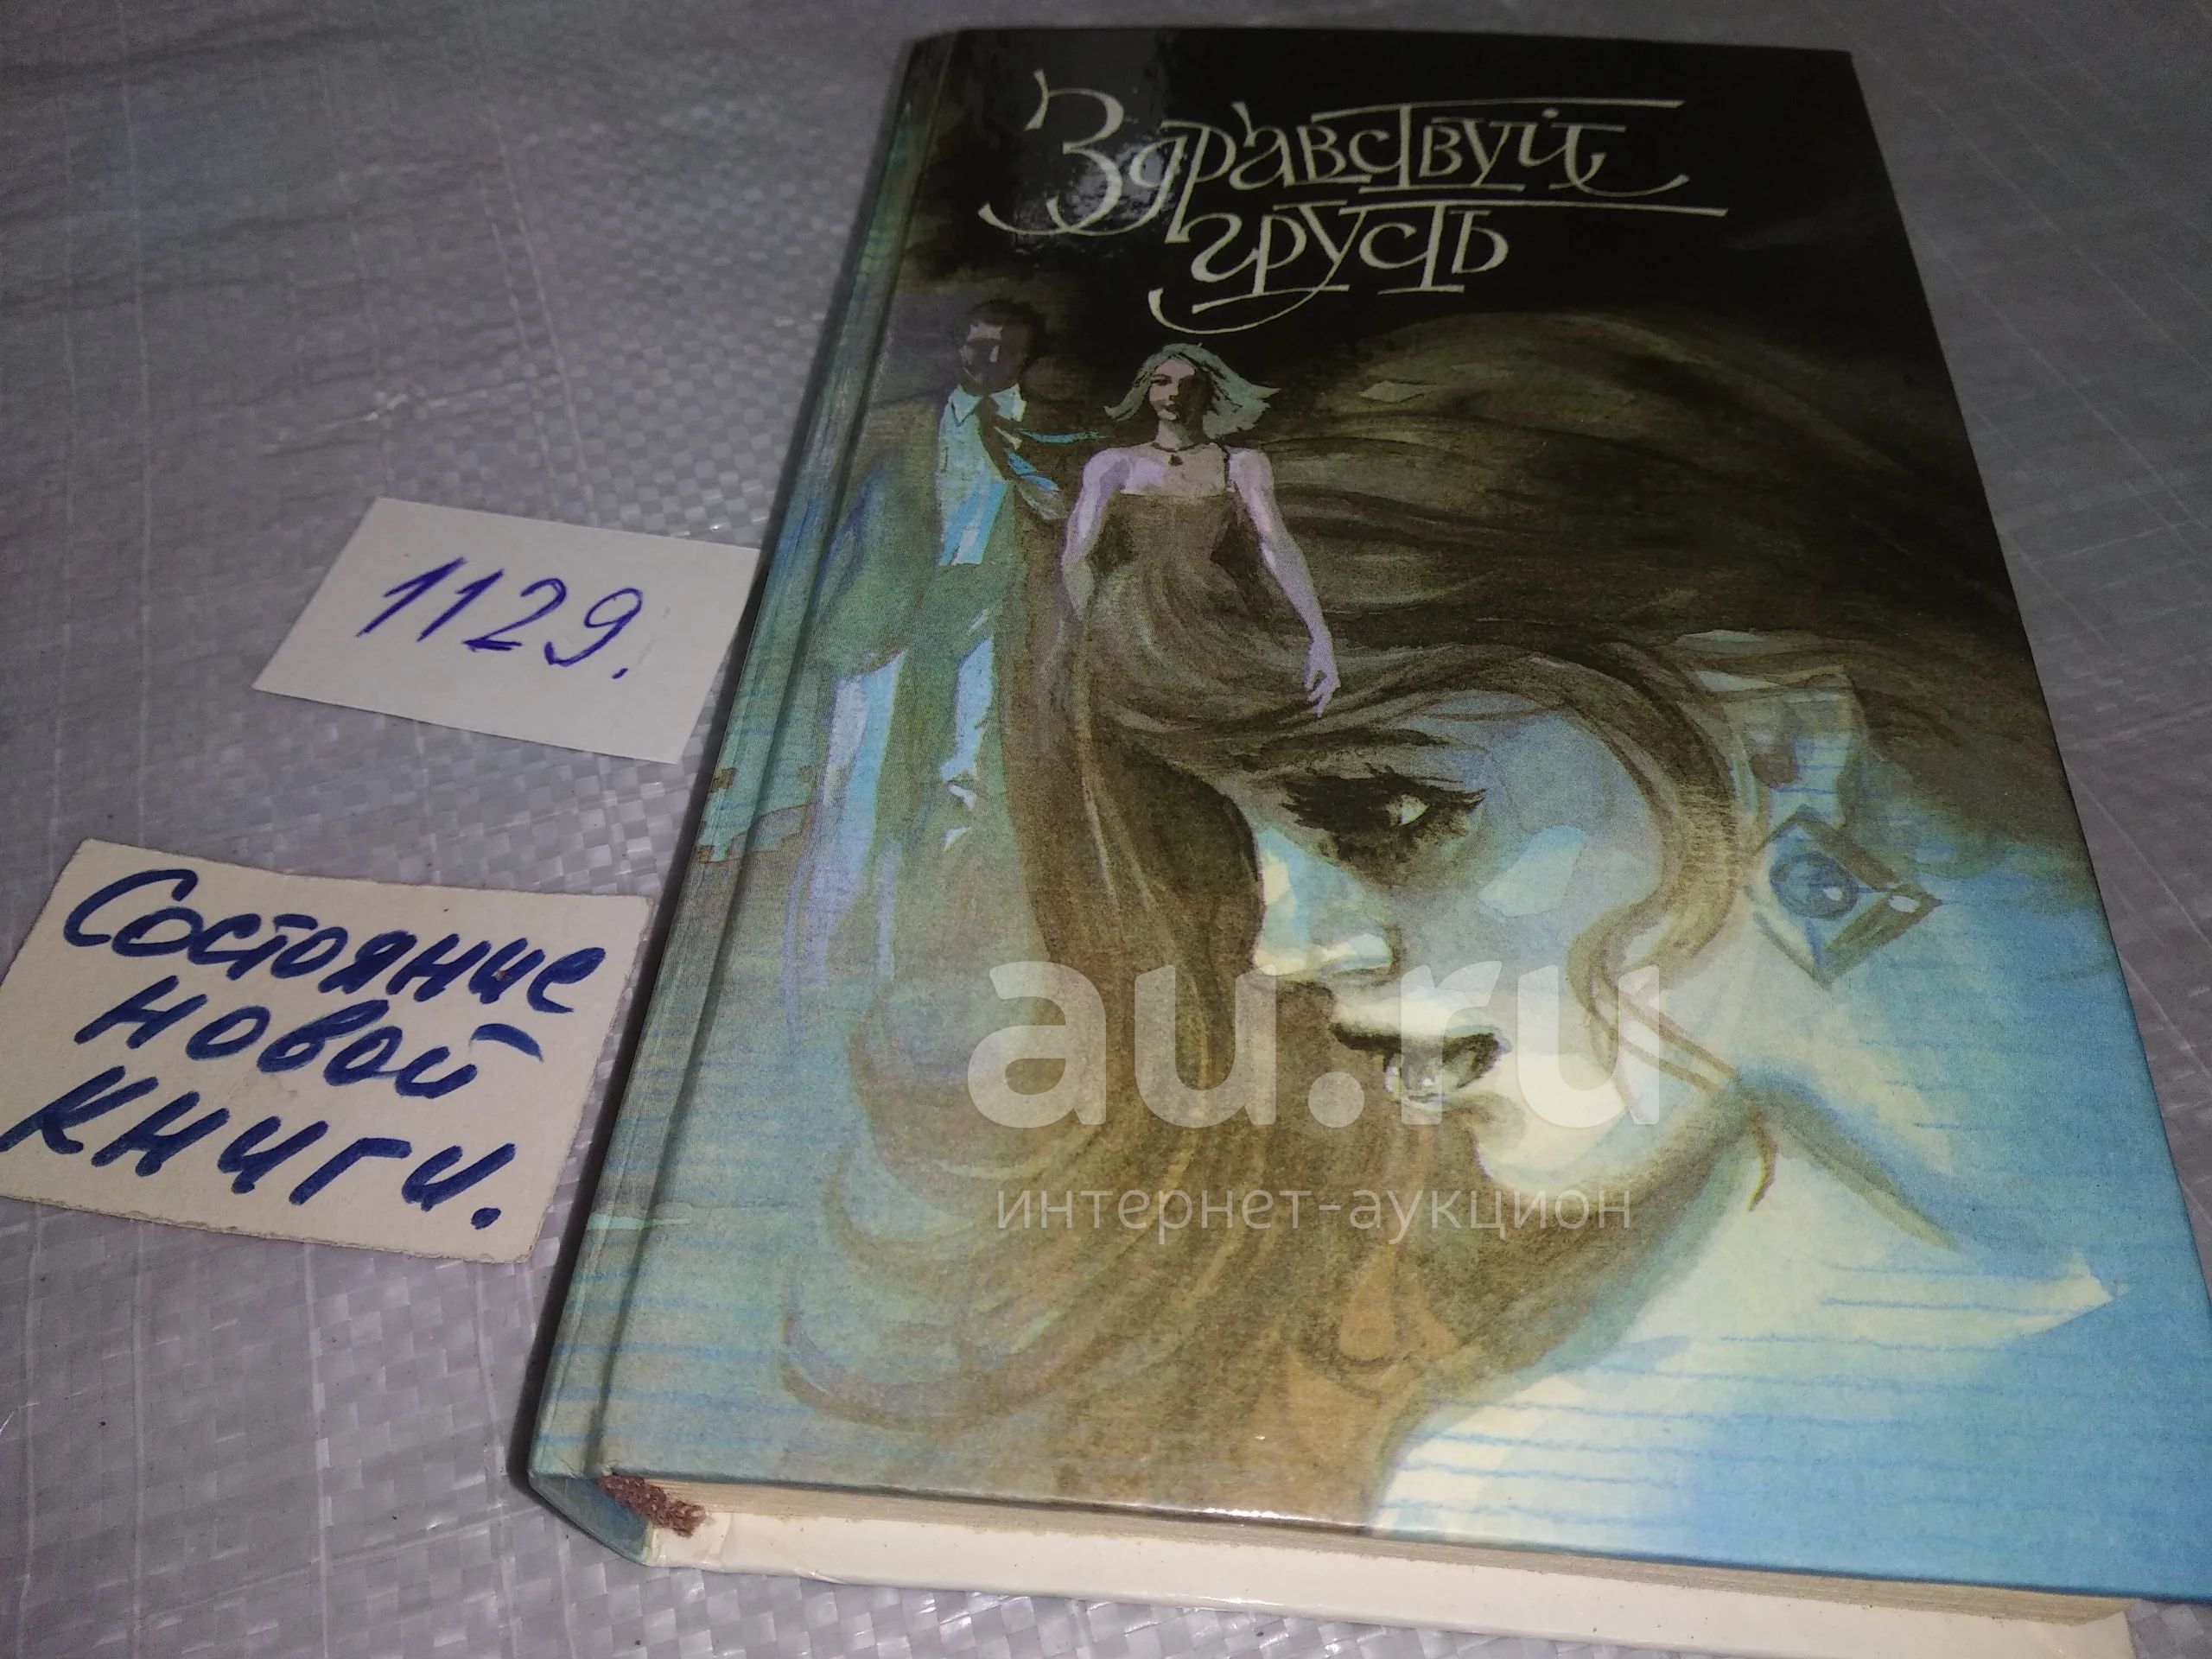 Здравствуй
грусть
1129.
Состояние
новой
книги.
au.ru
интернет-аукцион